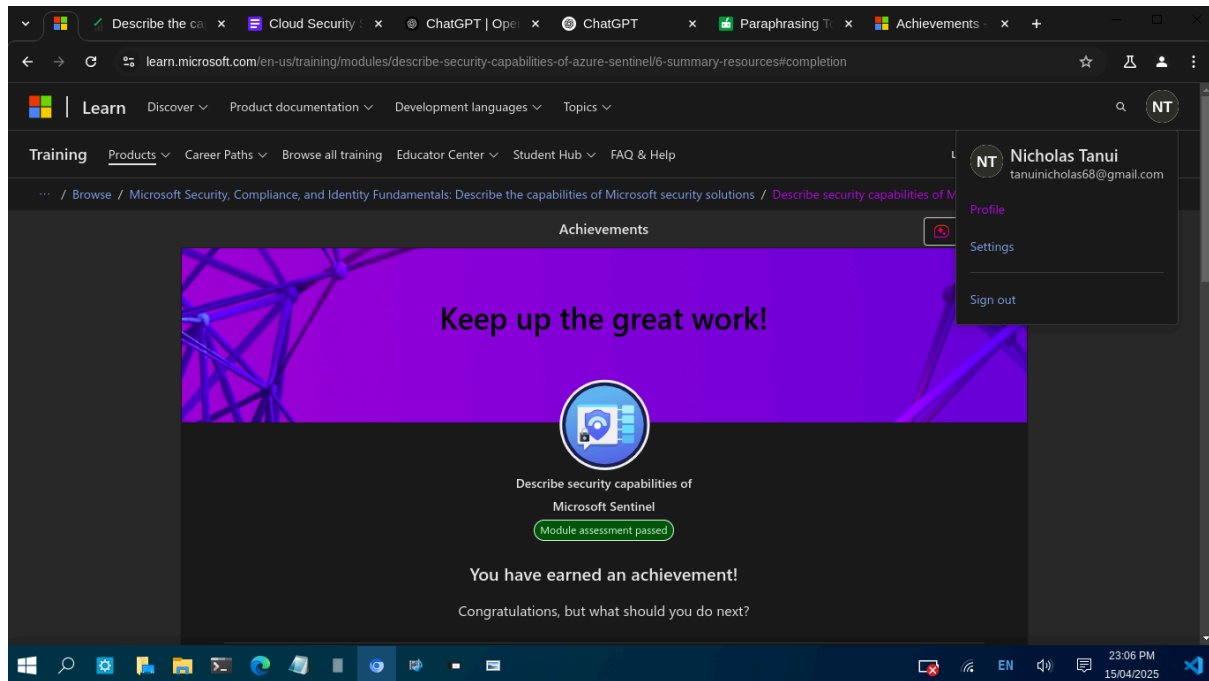 Describe the ca
Cloud Security
ChatGPT | Ope
ChatGPT
Paraphrasing T
Achievements -
learn.microsoft.com/en-us/training/modules/describe-security-capabilities-of-azure-sentinel/6-summary-resources#completion
Learn Discover Product documentation Development languages Topics
NT
Training Products Career Paths Browse all training Educator Center Student Hub FAQ & Help
NT Nicholas Tanui
tanuinicholas68@gmail.com
Profile
Settings
Sign out
··· / Browse / Microsoft Security, Compliance, and Identity Fundamentals: Describe the capabilities of Microsoft security solutions / Describe security capabilities of M
Achievements
Keep up the great work!
Describe security capabilities of
Microsoft Sentinel
Module assessment passed
You have earned an achievement!
Congratulations, but what should you do next?
EN
23:06 PM
15/04/2025